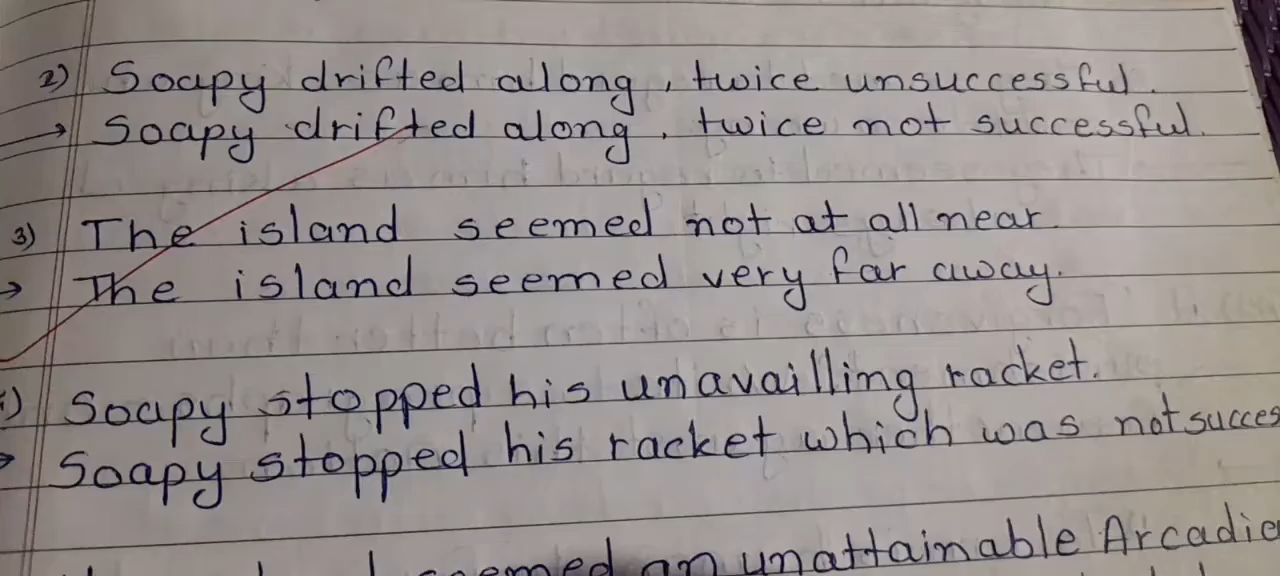 2) Soapy drifted along, twice unsuccessful.
→ Soapy drifted along, twice not successful.
3) The island seemed not at all near
→ The island seemed very far away.
) Soapy stopped his unavailling racket.
→ Soapy stopped his racket which was not succes
seemed an unattainable Arcadia